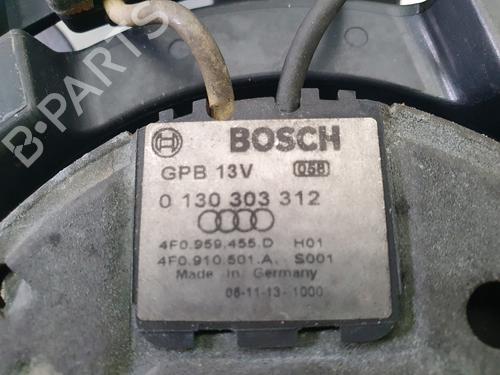 B-PARTS
BOSCH
GPB 13V 058
0 130 303 312
4F0.959.455.D H01
4F0.910.501.A. S001
Made in Germany
06-11-13-1000